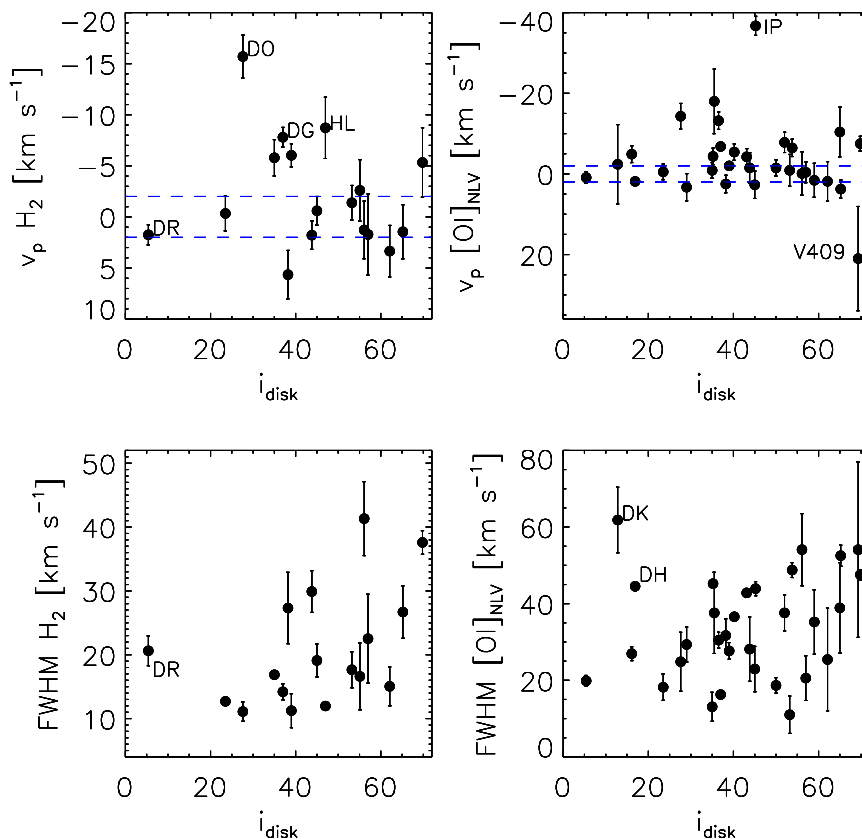 −20
−15
−10
−5
0
5
10
v_p H_2 [km s^−1]
DO
DG
HL
DR
0 20 40 60
i_disk
−40
−20
0
20
v_p [OI]_NLV [km s^−1]
IP
V409
0 20 40 60
i_disk
50
40
30
20
10
FWHM H_2 [km s^−1]
DR
0 20 40 60
i_disk
80
60
40
20
0
FWHM [OI]_NLV [km s^−1]
DK
DH
0 20 40 60
i_disk